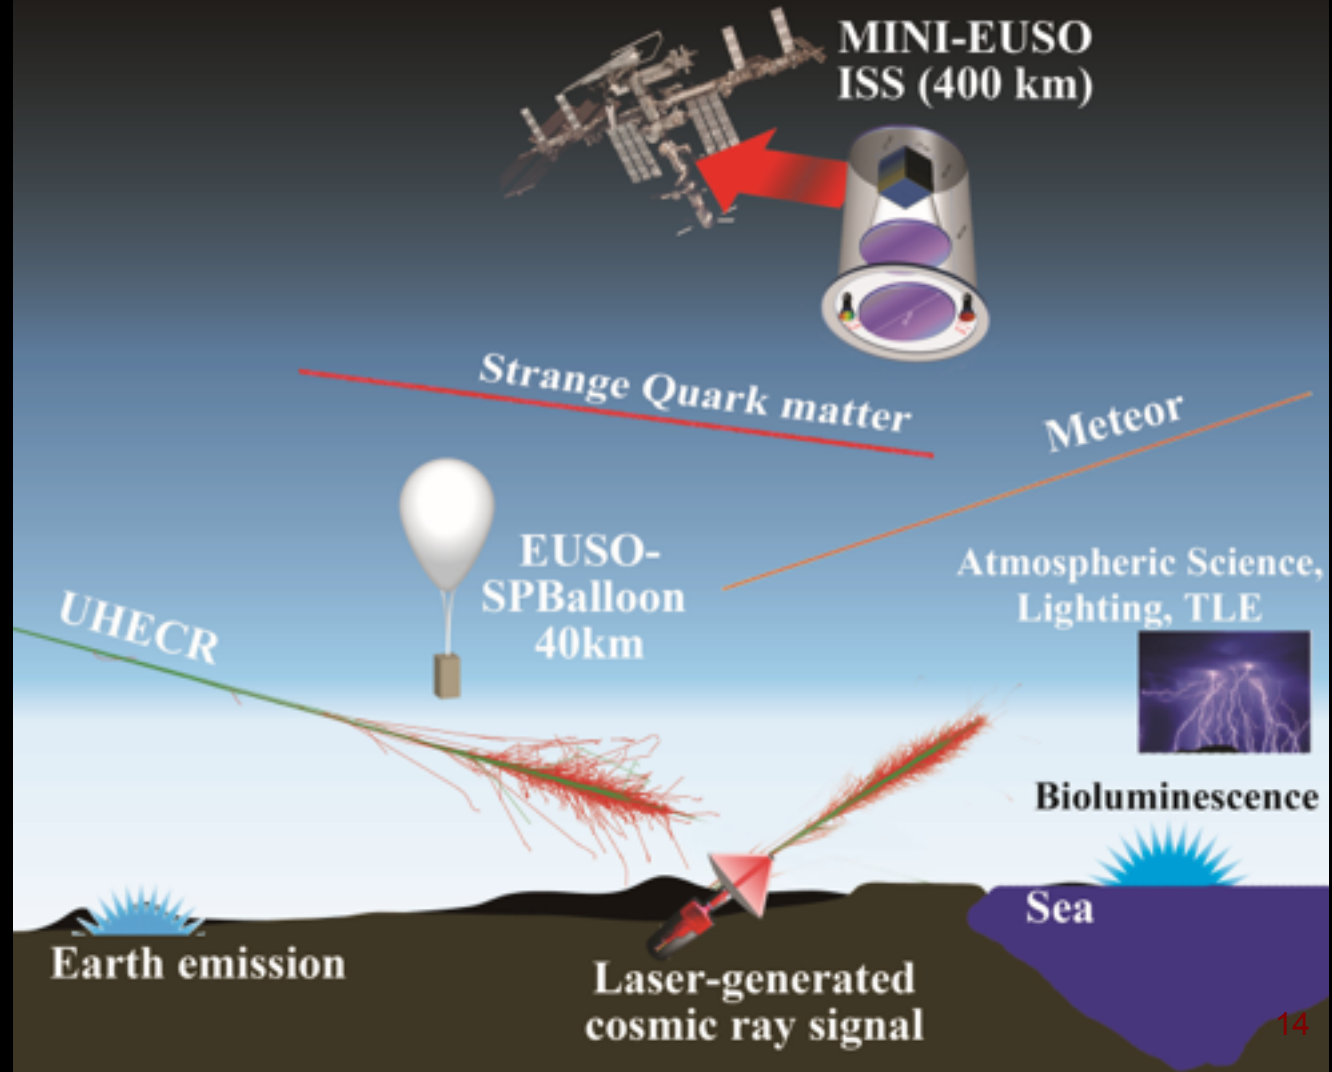 MINI-EUSO
ISS (400 km)
Strange Quark matter
Meteor
EUSO-
SPBalloon
40km
Atmospheric Science,
Lighting, TLE
UHECR
Bioluminescence
Sea
Earth emission
Laser-generated
cosmic ray signal
14